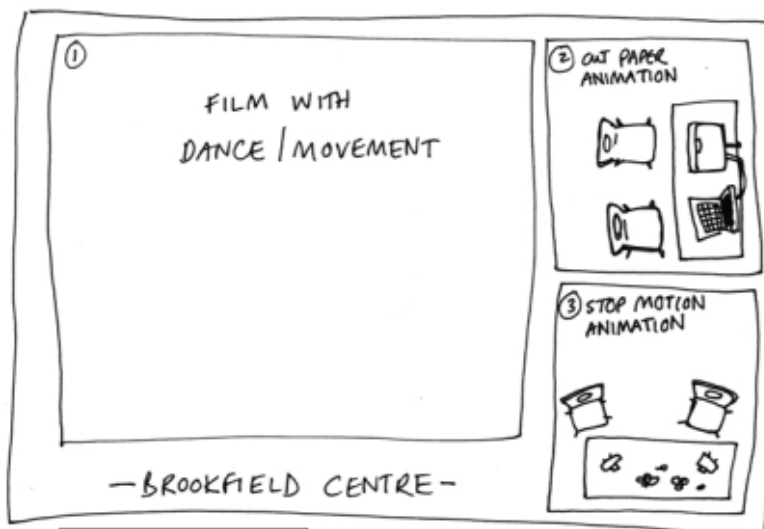 ①
FILM WITH
DANCE/MOVEMENT
② CUT PAPER
ANIMATION
③ STOP MOTION
ANIMATION
-BROOKFIELD CENTRE-